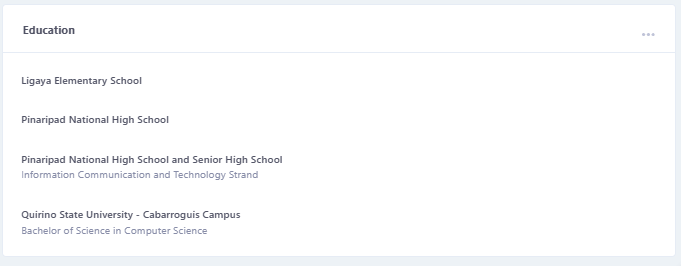 Education
Ligaya Elementary School
Pinaripad National High School
Pinaripad National High School and Senior High School
Information Communication and Technology Strand
Quirino State University - Cabarroguis Campus
Bachelor of Science in Computer Science